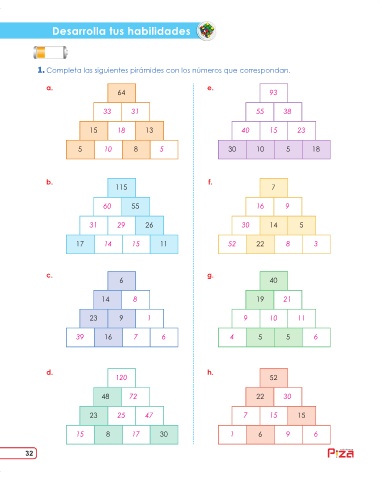 Desarrolla tus habilidades
1. Completa las siguientes pirámides con los números que correspondan.
a.
64
33 31
15 18 13
5 10 8 5
b.
115
60 55
31 29 26
17 14 15 11
c.
6
14 8
23 9 1
39 16 7 6
d.
120
48 72
23 25 47
15 8 17 30
e.
93
55 38
40 15 23
30 10 5 18
f.
7
16 9
30 14 5
52 22 8 3
g.
40
19 21
9 10 11
4 5 5 6
h.
52
22 30
7 15 15
1 6 9 6
32